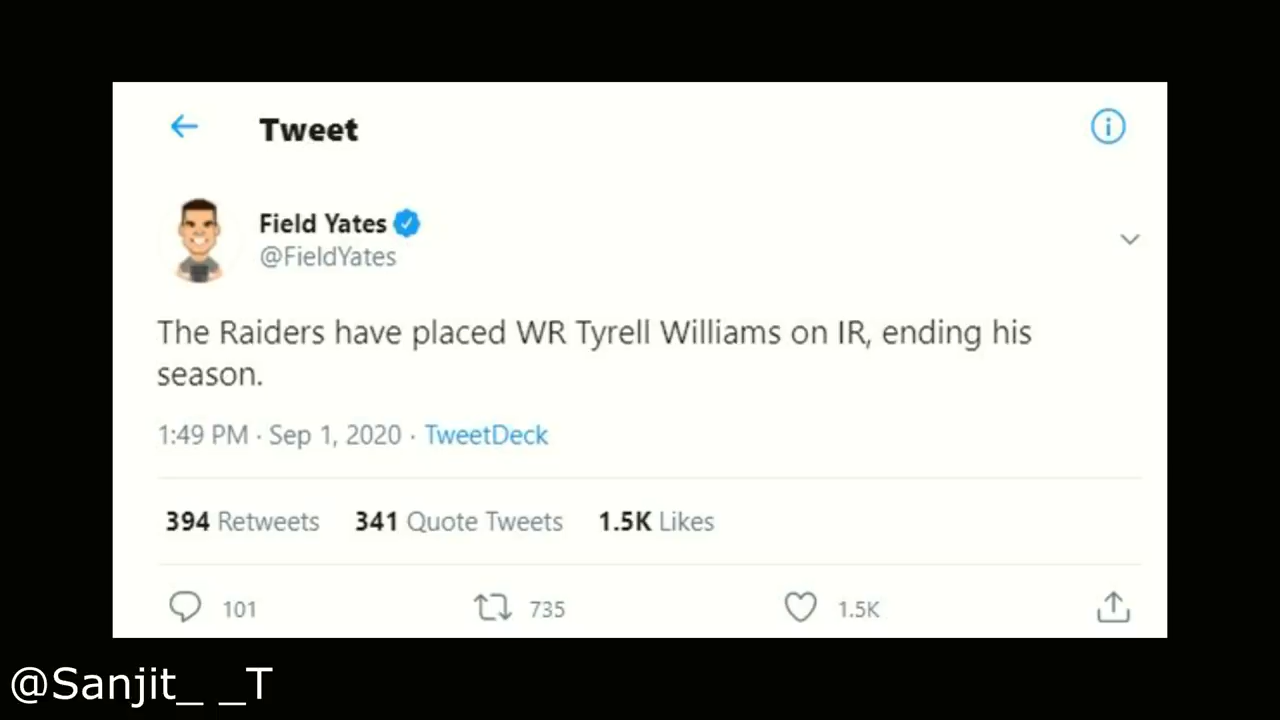 Tweet
Field Yates
@FieldYates
The Raiders have placed WR Tyrell Williams on IR, ending his
season.
1:49 PM · Sep 1, 2020 · TweetDeck
394 Retweets 341 Quote Tweets 1.5K Likes
101 735 1.5K
@Sanjit_ _T